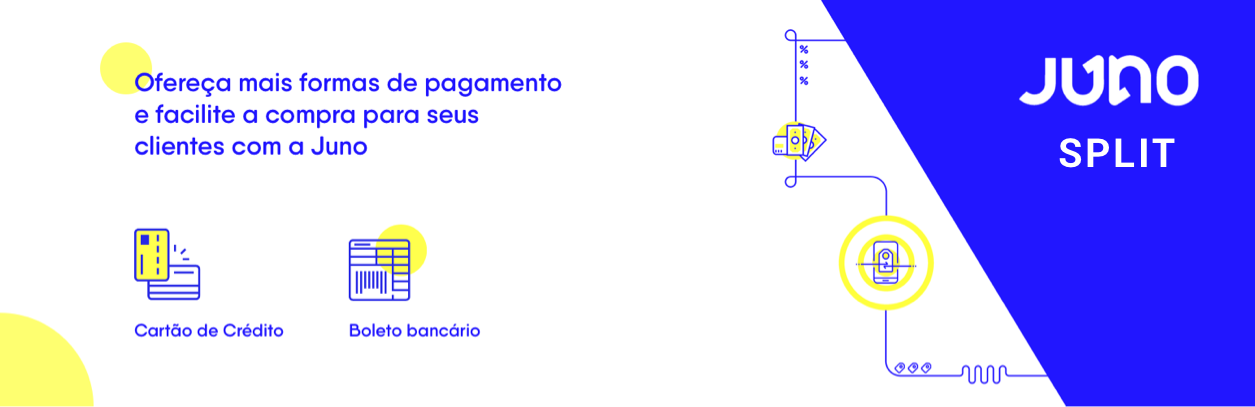 Ofereça mais formas de pagamento
e facilite a compra para seus
clientes com a Juno
Cartão de Crédito
Boleto bancário
%
%
%
JUNO
SPLIT